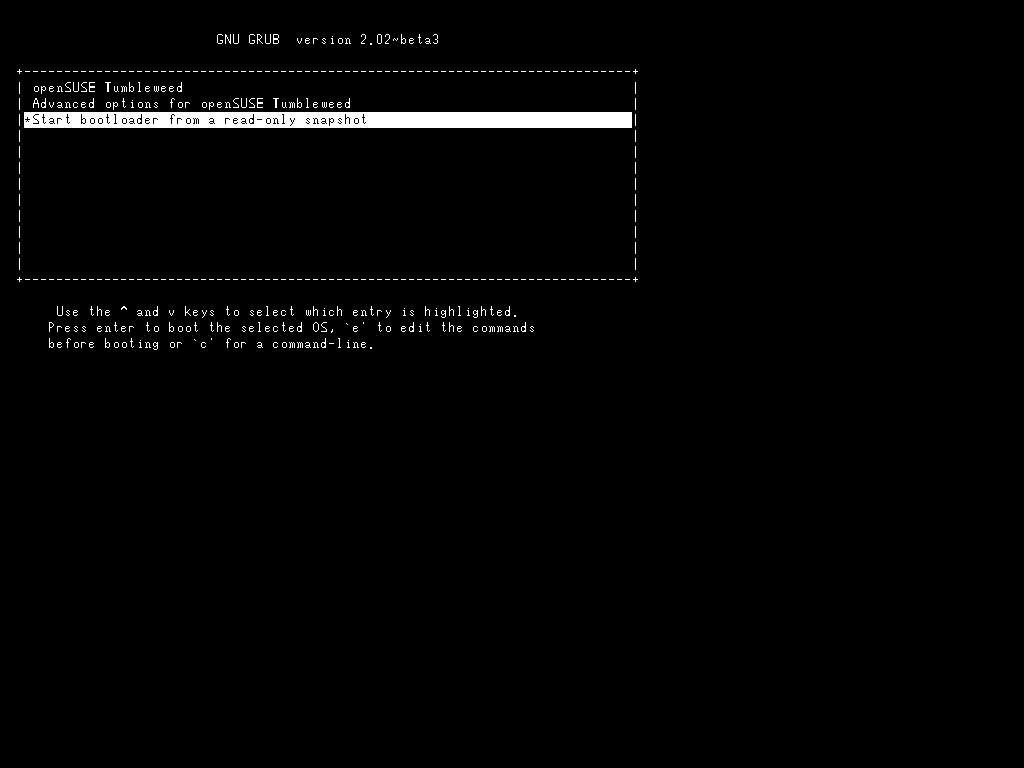 GNU GRUB  version 2.02~beta3
openSUSE Tumbleweed
Advanced options for openSUSE Tumbleweed
*Start bootloader from a read-only snapshot
Use the ^ and v keys to select which entry is highlighted.
Press enter to boot the selected OS, `e' to edit the commands
before booting or `c' for a command-line.